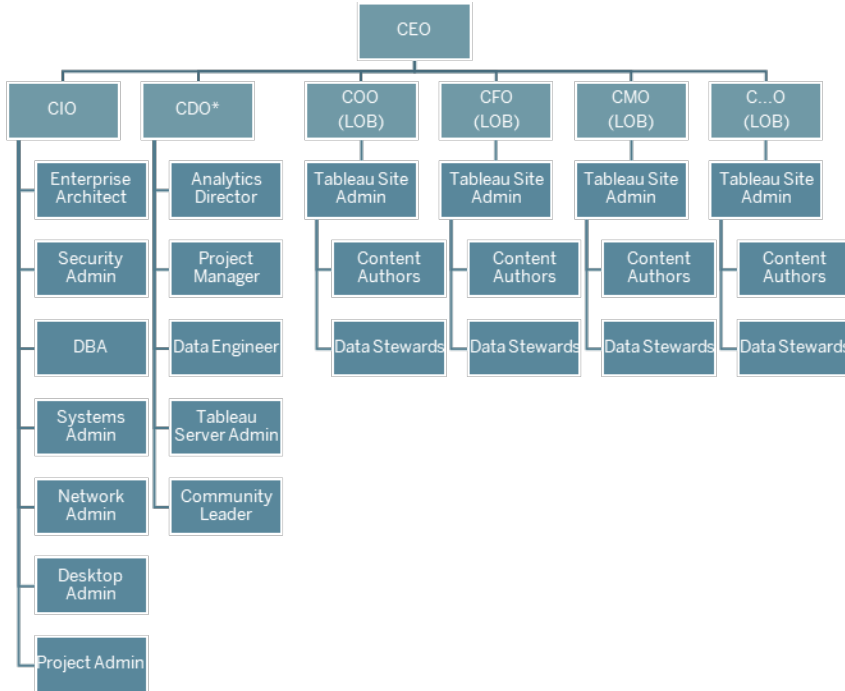 CEO
CIO
CDO*
COO
(LOB)
CFO
(LOB)
CMO
(LOB)
C...O
(LOB)
Enterprise
Architect
Security
Admin
DBA
Systems
Admin
Network
Admin
Desktop
Admin
Project Admin
Analytics
Director
Project
Manager
Data Engineer
Tableau
Server Admin
Community
Leader
Tableau Site
Admin
Content
Authors
Data Stewards
Tableau Site
Admin
Content
Authors
Data Stewards
Tableau Site
Admin
Content
Authors
Data Stewards
Tableau Site
Admin
Content
Authors
Data Stewards